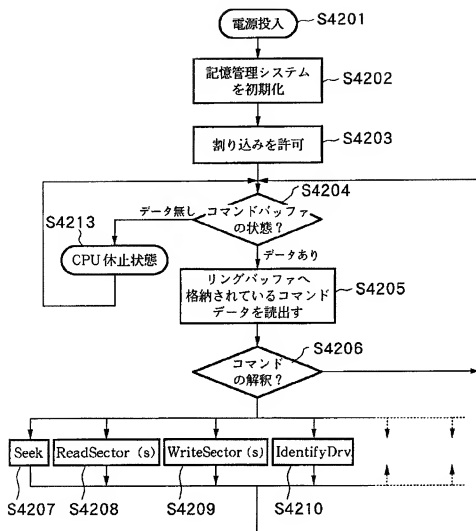 電源投入
S4201
記憶管理システム
を初期化
S4202
割り込みを許可
S4203
S4204
データ無し
コマンドバッファ
の状態?
S4213
CPU 休止状態
データあり
リングバッファへ
格納されているコマンド
データを読出す
S4205
S4206
コマンド
の解釈?
Seek
ReadSector (s)
WriteSector (s)
IdentifyDrv.
S4207
S4208
S4209
S4210